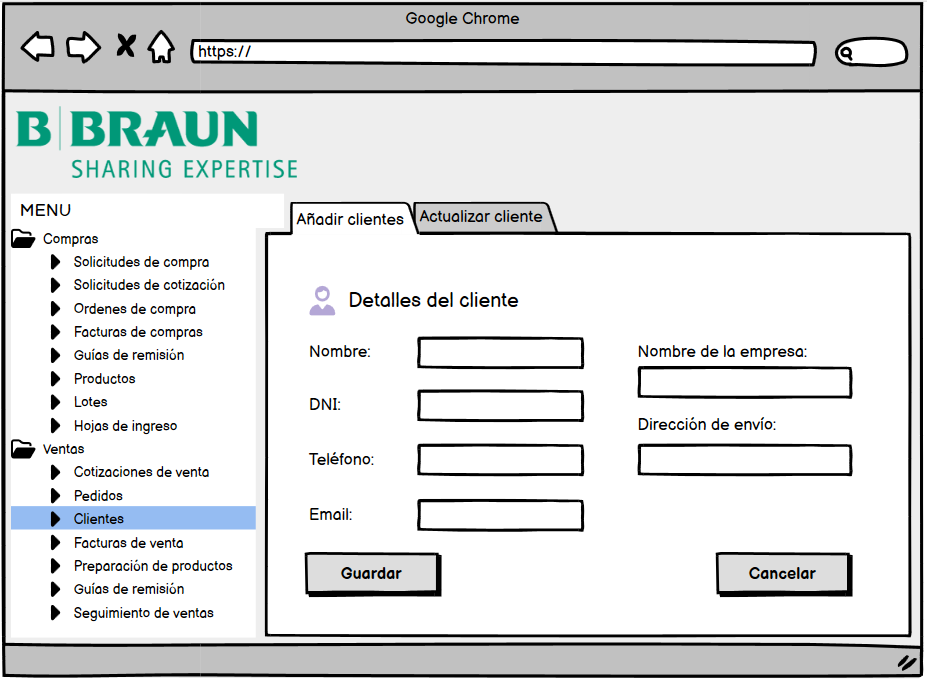 Google Chrome
https://
B BRAUN
SHARING EXPERTISE
MENU
Compras
Solicitudes de compra
Solicitudes de cotización
Ordenes de compra
Facturas de compras
Guías de remisión
Productos
Lotes
Hojas de ingreso
Ventas
Cotizaciones de venta
Pedidos
Clientes
Facturas de venta
Preparación de productos
Guías de remisión
Seguimiento de ventas
Añadir clientes
Actualizar cliente
Detalles del cliente
Nombre:
DNI:
Teléfono:
Email:
Nombre de la empresa:
Dirección de envío:
Guardar
Cancelar